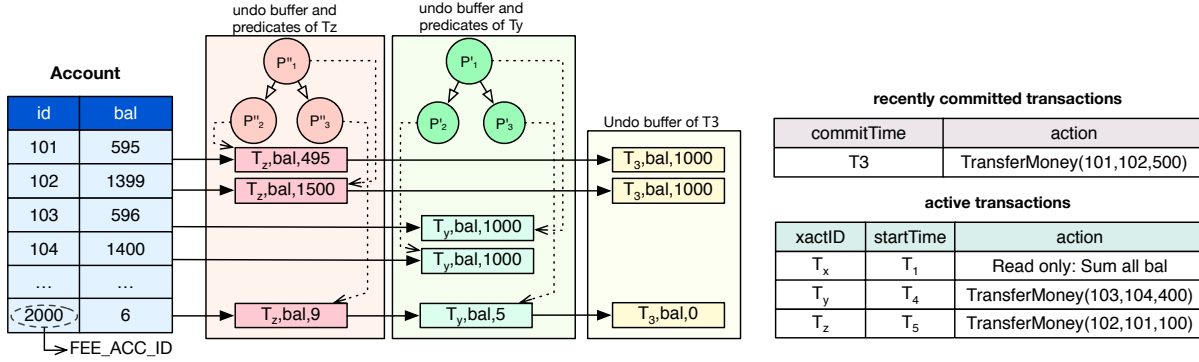 undo buffer and
predicates of Tz
undo buffer and
predicates of Ty
Account
id bal
101 595
102 1399
103 596
104 1400
... ...
2000 6
FEE_ACC_ID
P''1
P''2 P''3
P'1
P'2 P'3
Undo buffer of T3
Tz,bal,495
T3,bal,1000
Tz,bal,1500
T3,bal,1000
Ty,bal,1000
Ty,bal,1000
Tz,bal,9
Ty,bal,5
T3,bal,0
recently committed transactions
commitTime action
T3 TransferMoney(101,102,500)
active transactions
xactID startTime action
Tx T1 Read only: Sum all bal
Ty T4 TransferMoney(103,104,400)
Tz T5 TransferMoney(102,101,100)